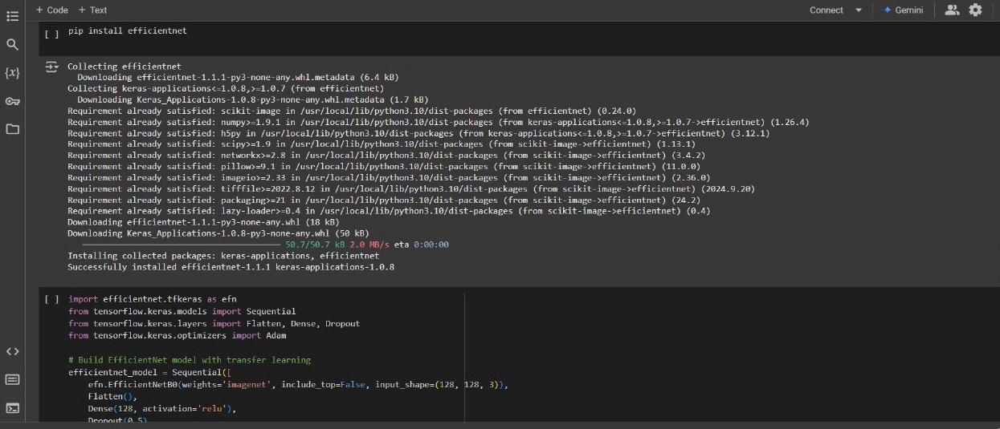 + Code + Text
Connect
Gemini
[ ] pip install efficientnet
{x}
Collecting efficientnet
Downloading efficientnet-1.1.1-py3-none-any.whl.metadata (6.4 kB)
Collecting keras-applications<=1.0.8,>=1.0.7 (from efficientnet)
Downloading Keras_Applications-1.0.8-py3-none-any.whl.metadata (1.7 kB)
Requirement already satisfied: scikit-image in /usr/local/lib/python3.10/dist-packages (from efficientnet) (0.24.0)
Requirement already satisfied: numpy>=1.9.1 in /usr/local/lib/python3.10/dist-packages (from keras-applications<=1.0.8,>=1.0.7->efficientnet) (1.26.4)
Requirement already satisfied: h5py in /usr/local/lib/python3.10/dist-packages (from keras-applications<=1.0.8,>=1.0.7->efficientnet) (3.12.1)
Requirement already satisfied: scipy>=1.9 in /usr/local/lib/python3.10/dist-packages (from scikit-image->efficientnet) (1.13.1)
Requirement already satisfied: networkx>=2.8 in /usr/local/lib/python3.10/dist-packages (from scikit-image->efficientnet) (3.4.2)
Requirement already satisfied: pillow>=9.1 in /usr/local/lib/python3.10/dist-packages (from scikit-image->efficientnet) (11.0.0)
Requirement already satisfied: imageio>=2.33 in /usr/local/lib/python3.10/dist-packages (from scikit-image->efficientnet) (2.36.0)
Requirement already satisfied: tifffile>=2022.8.12 in /usr/local/lib/python3.10/dist-packages (from scikit-image->efficientnet) (2024.9.20)
Requirement already satisfied: packaging>=21 in /usr/local/lib/python3.10/dist-packages (from scikit-image->efficientnet) (24.2)
Requirement already satisfied: lazy-loader>=0.4 in /usr/local/lib/python3.10/dist-packages (from scikit-image->efficientnet) (0.4)
Downloading efficientnet-1.1.1-py3-none-any.whl (18 kB)
Downloading Keras_Applications-1.0.8-py3-none-any.whl (50 kB)
50.7/50.7 kB 2.0 MB/s eta 0:00:00
Installing collected packages: keras-applications, efficientnet
Successfully installed efficientnet-1.1.1 keras-applications-1.0.8
[ ] import efficientnet.tfkeras as efn
from tensorflow.keras.models import Sequential
from tensorflow.keras.layers import Flatten, Dense, Dropout
from tensorflow.keras.optimizers import Adam
# Build EfficientNet model with transfer learning
efficientnet_model = Sequential([
efn.EfficientNetB0(weights='imagenet', include_top=False, input_shape=(128, 128, 3)),
Flatten(),
Dense(128, activation='relu'),
Dropout(0.5)